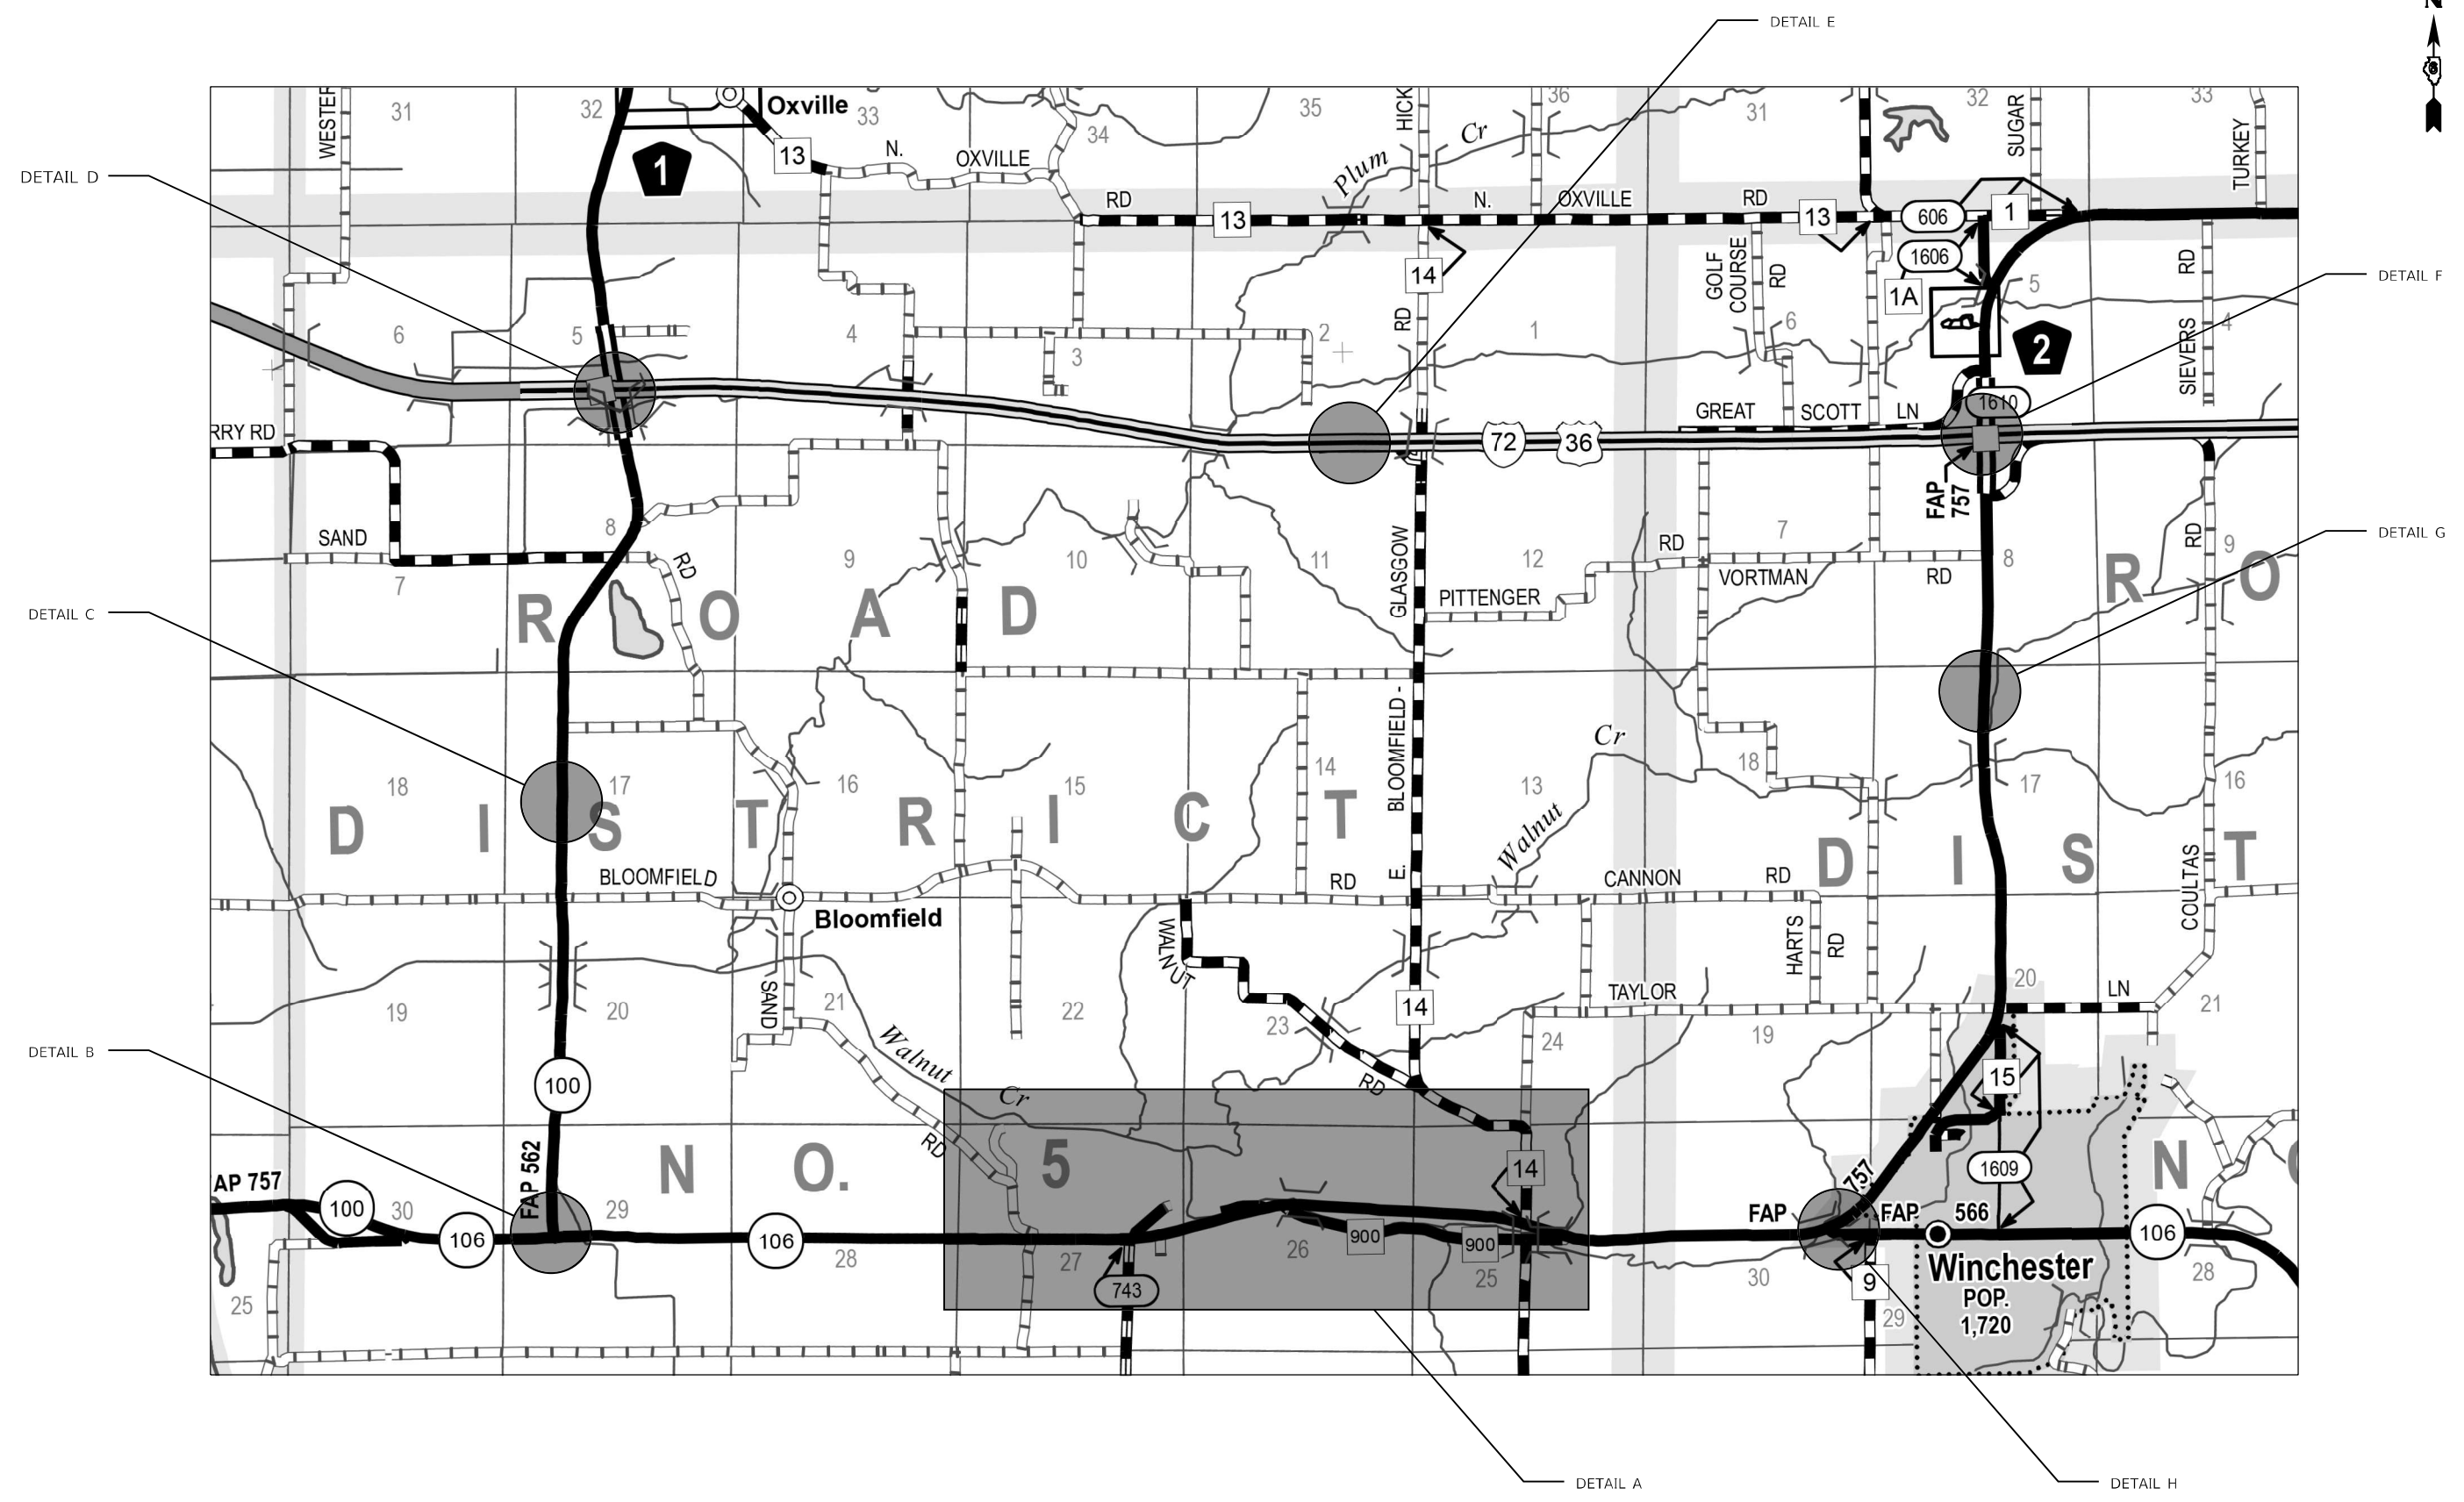 DETAIL E
N
31
32
Oxville
33
34
35
HICK
36
31
32
SUGAR
33
WESTER
13
N.
OXVILLE
Plum
Cr
TURKEY
DETAIL D
1
RD
13
N.
OXVILLE
RD
13
606
1
1606
14
GOLF
COURSE
RD
1A
5
RD
DETAIL F
6
5
4
3
2
RD
1
6
2
SIEVERS
4
1610
GREAT
SCOTT
LN
RRY RD
72
36
FAP
757
SAND
8
RD
7
9
10
11
GLASGOW
12
RD
7
VORTMAN
RD
8
RD
9
DETAIL G
PITTENGER
R O A D
R O
DETAIL C
BLOOMFIELD -
Cr
18
17
16
15
14
13
18
17
16
D I S T R I C T
Walnut
D I S T
BLOOMFIELD
RD
E.
CANNON
RD
COULTAS
Bloomfield
WALNUT
HARTS
RD
SAND
19
20
21
22
23
14
24
TAYLOR
19
20
LN
21
DETAIL B
Walnut
Cr
RD
15
100
RD
N O. 5
14
1609
N
AP 757
FAP 562
757
100
30
106
29
106
28
27
26
900
900
25
FAP
FAP
566
106
743
30
9
Winchester
POP.
1,720
28
25
29
DETAIL A
DETAIL H